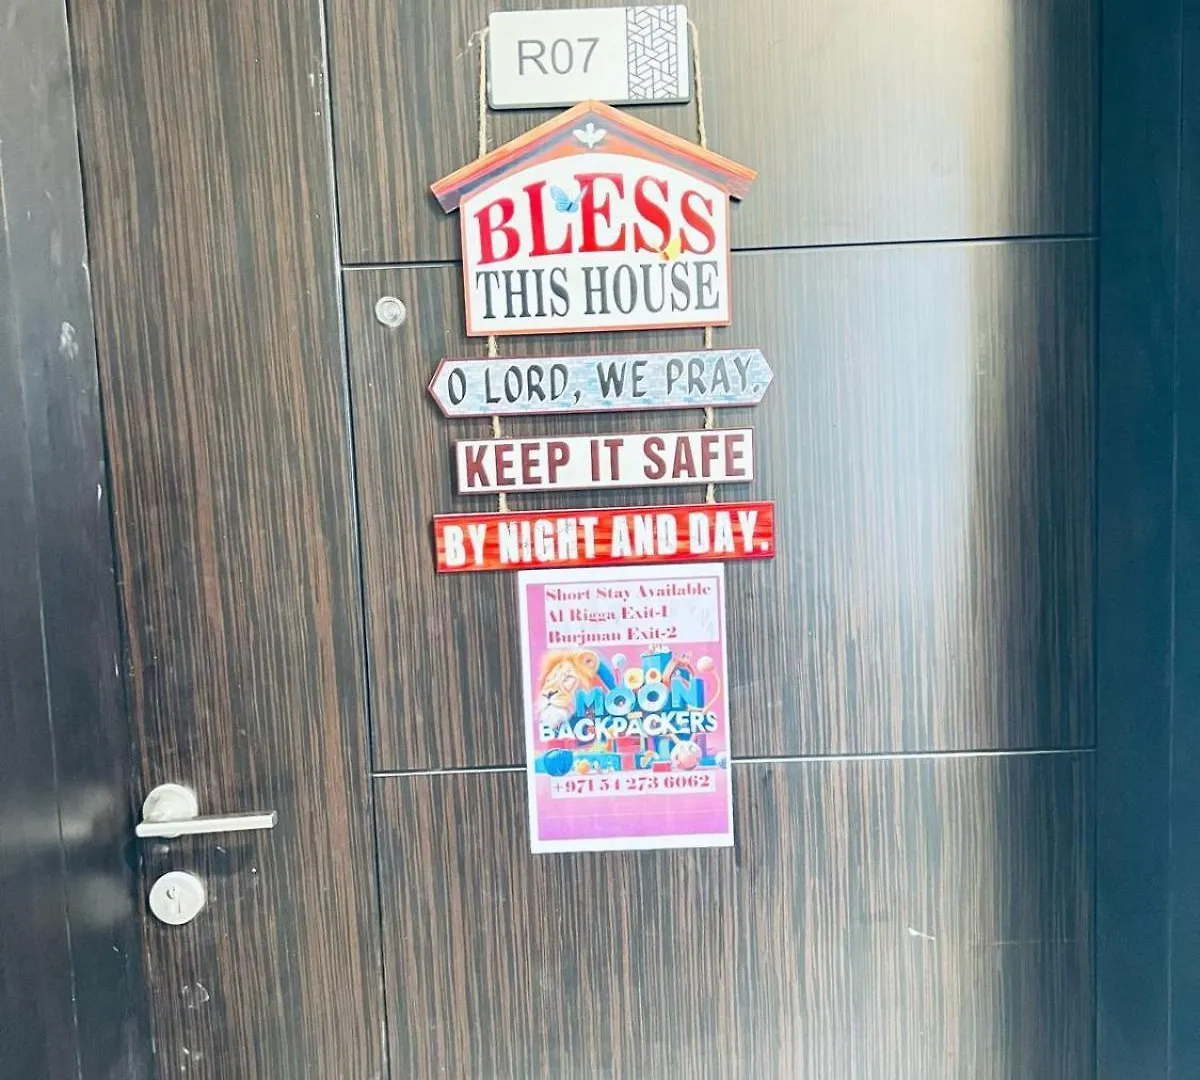 R07
BLESS
THIS HOUSE
O LORD, WE PRAY,
KEEP IT SAFE
BY NIGHT AND DAY.
Short Stay Available
Al Rigga Exit-1
Burjman Exit-2
MOON
BACKPACKERS
+971 54 273 6062